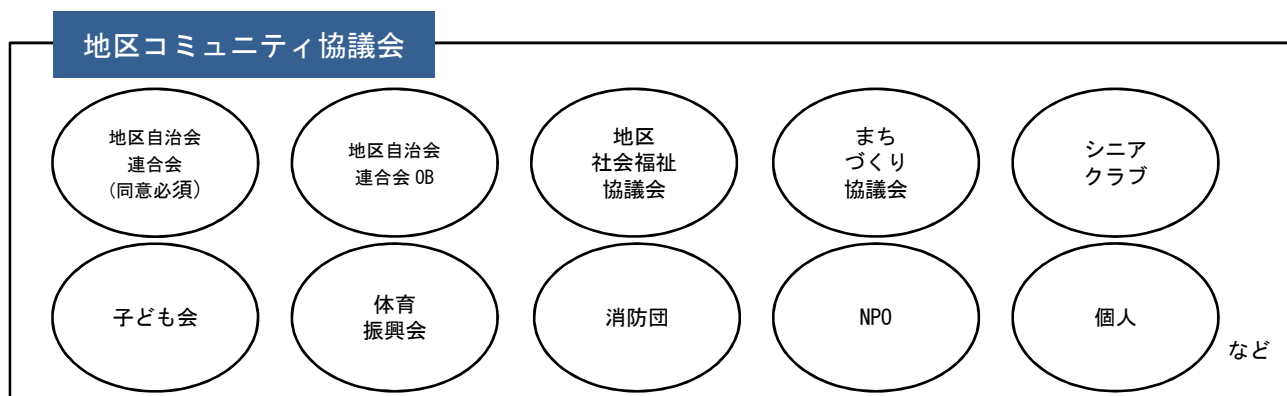 地区コミュニティ協議会
地区自治会
連合会
(同意必須)
地区自治会
連合会 OB
地区
社会福祉
協議会
まち
づくり
協議会
シニア
クラブ
子ども会
体育
振興会
消防団
NPO
個人
など